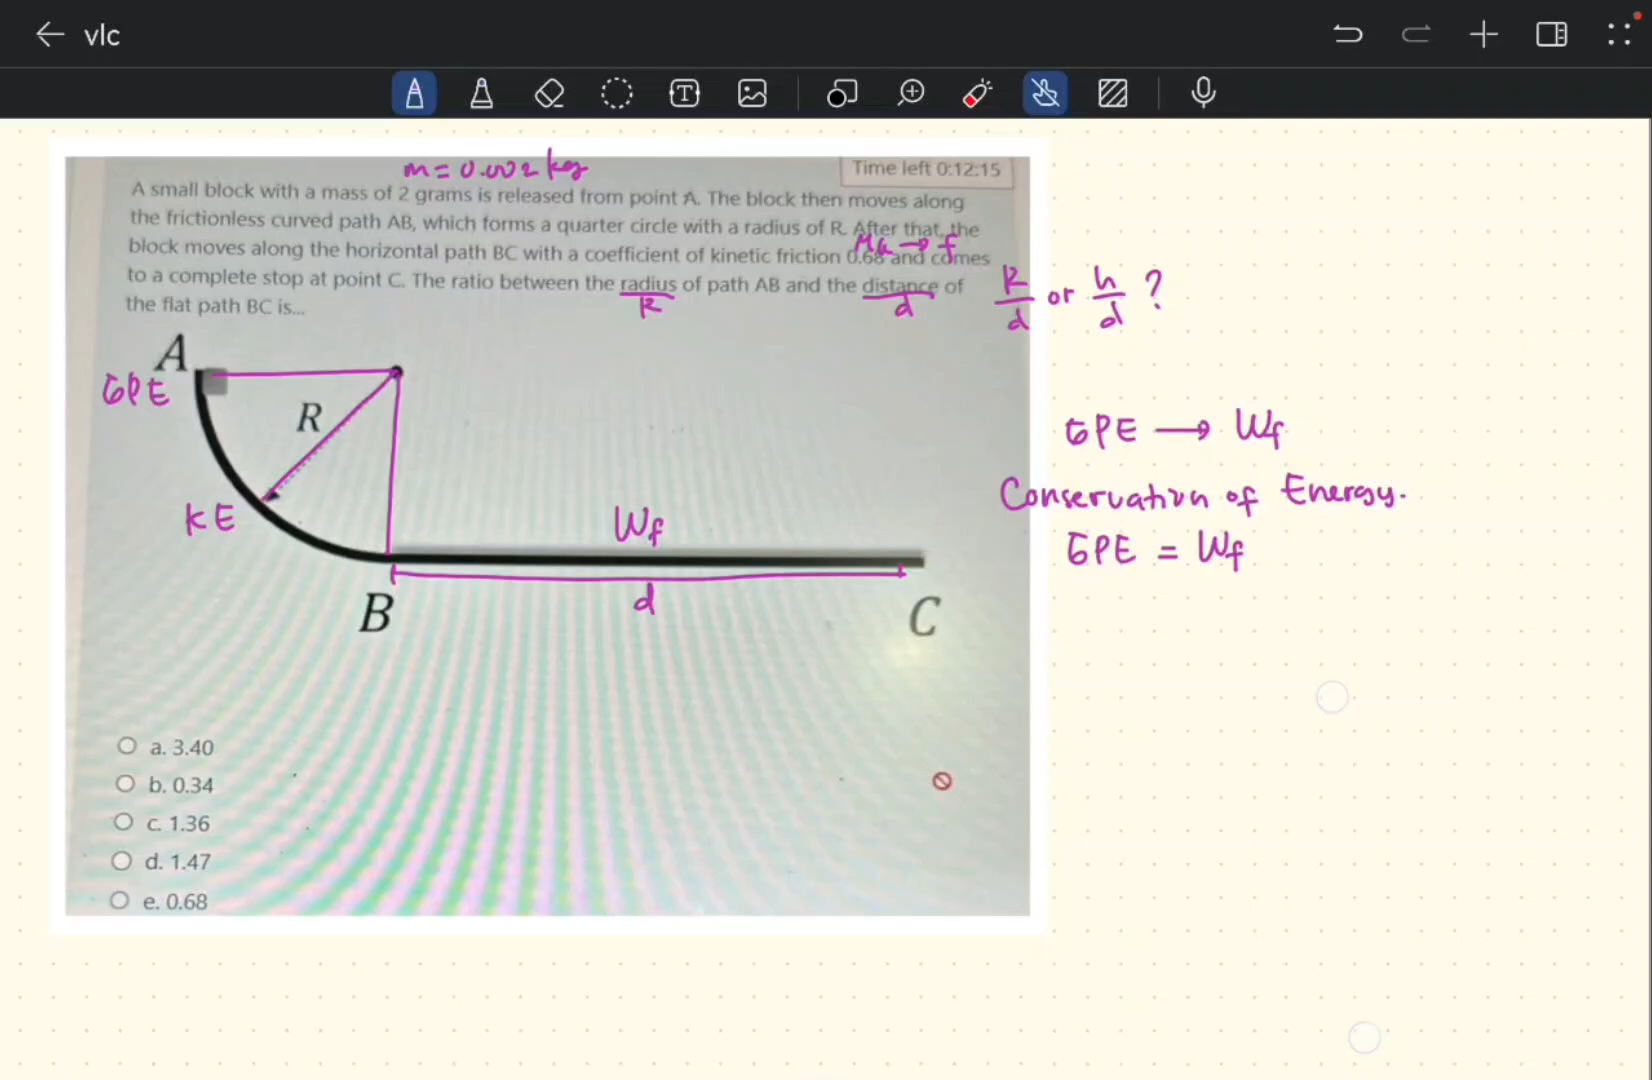 vlc
m = 0.002 kg
Time left 0:12:15
A small block with a mass of 2 grams is released from point A. The block then moves along
the frictionless curved path AB, which forms a quarter circle with a radius of R. After that, the
μk → f
block moves along the horizontal path BC with a coefficient of kinetic friction 0.68 and comes
to a complete stop at point C. The ratio between the radius of path AB and the distance of
the flat path BC is...
R
d
R/d or h/d ?
A
GPE
R
KE
Wf
d
B
C
GPE → Wf
Conservation of Energy.
GPE = Wf
a. 3.40
b. 0.34
c. 1.36
d. 1.47
e. 0.68